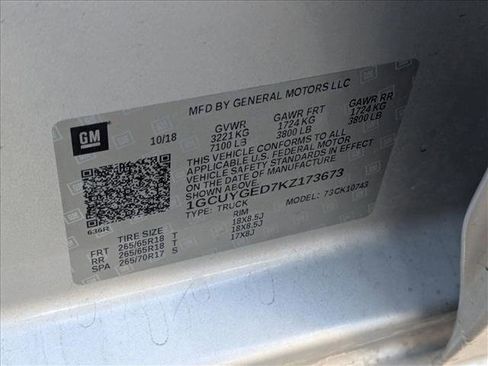 GM
MFD BY GENERAL MOTORS LLC
10/18 GVWR GAWR FRT GAWR RR
3221 KG 1724 KG 1724 KG
7100 LB 3800 LB 3800 LB
THIS VEHICLE CONFORMS TO ALL
APPLICABLE U.S. FEDERAL MOTOR
VEHICLE SAFETY STANDARDS IN EFFECT
ON THE DATE OF MANUFACTURE
SHOWN ABOVE.
1GCUYGED7KZ173673
TYPE: TRUCK MODEL: 73CK10743
636R
TIRE SIZE RIM
FRT 265/65R18 T 18X8.5J
RR 265/65R18 T 18X8.5J
SPA 265/70R17 S 17X8J